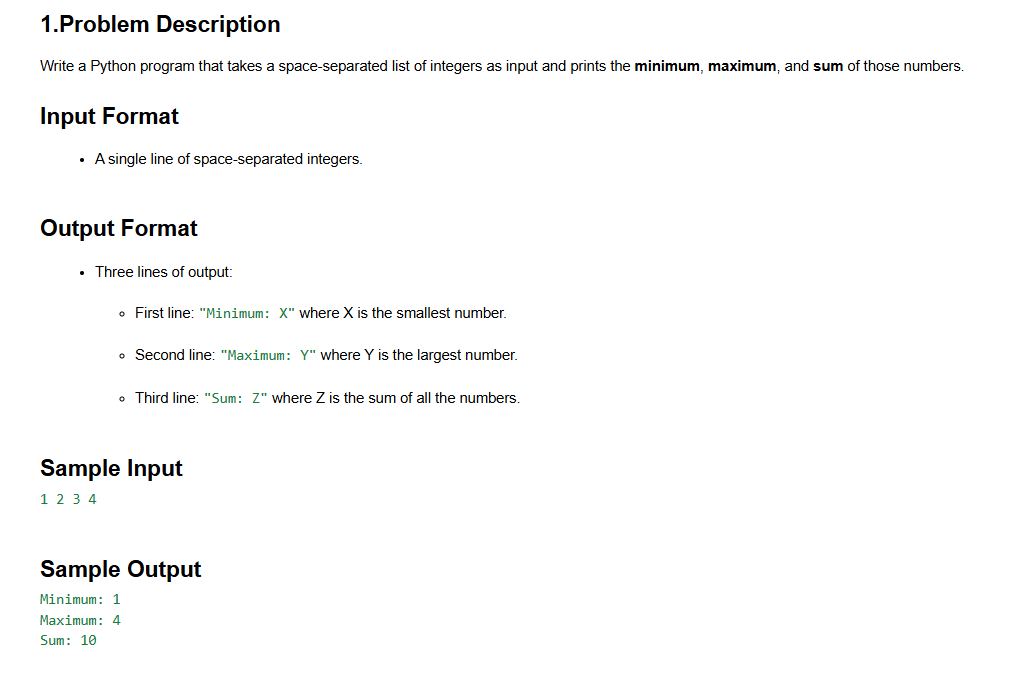 1.Problem Description
Write a Python program that takes a space-separated list of integers as input and prints the minimum, maximum, and sum of those numbers.
Input Format
• A single line of space-separated integers.
Output Format
• Three lines of output:
◦ First line: "Minimum: X" where X is the smallest number.
◦ Second line: "Maximum: Y" where Y is the largest number.
◦ Third line: "Sum: Z" where Z is the sum of all the numbers.
Sample Input
1 2 3 4
Sample Output
Minimum: 1
Maximum: 4
Sum: 10